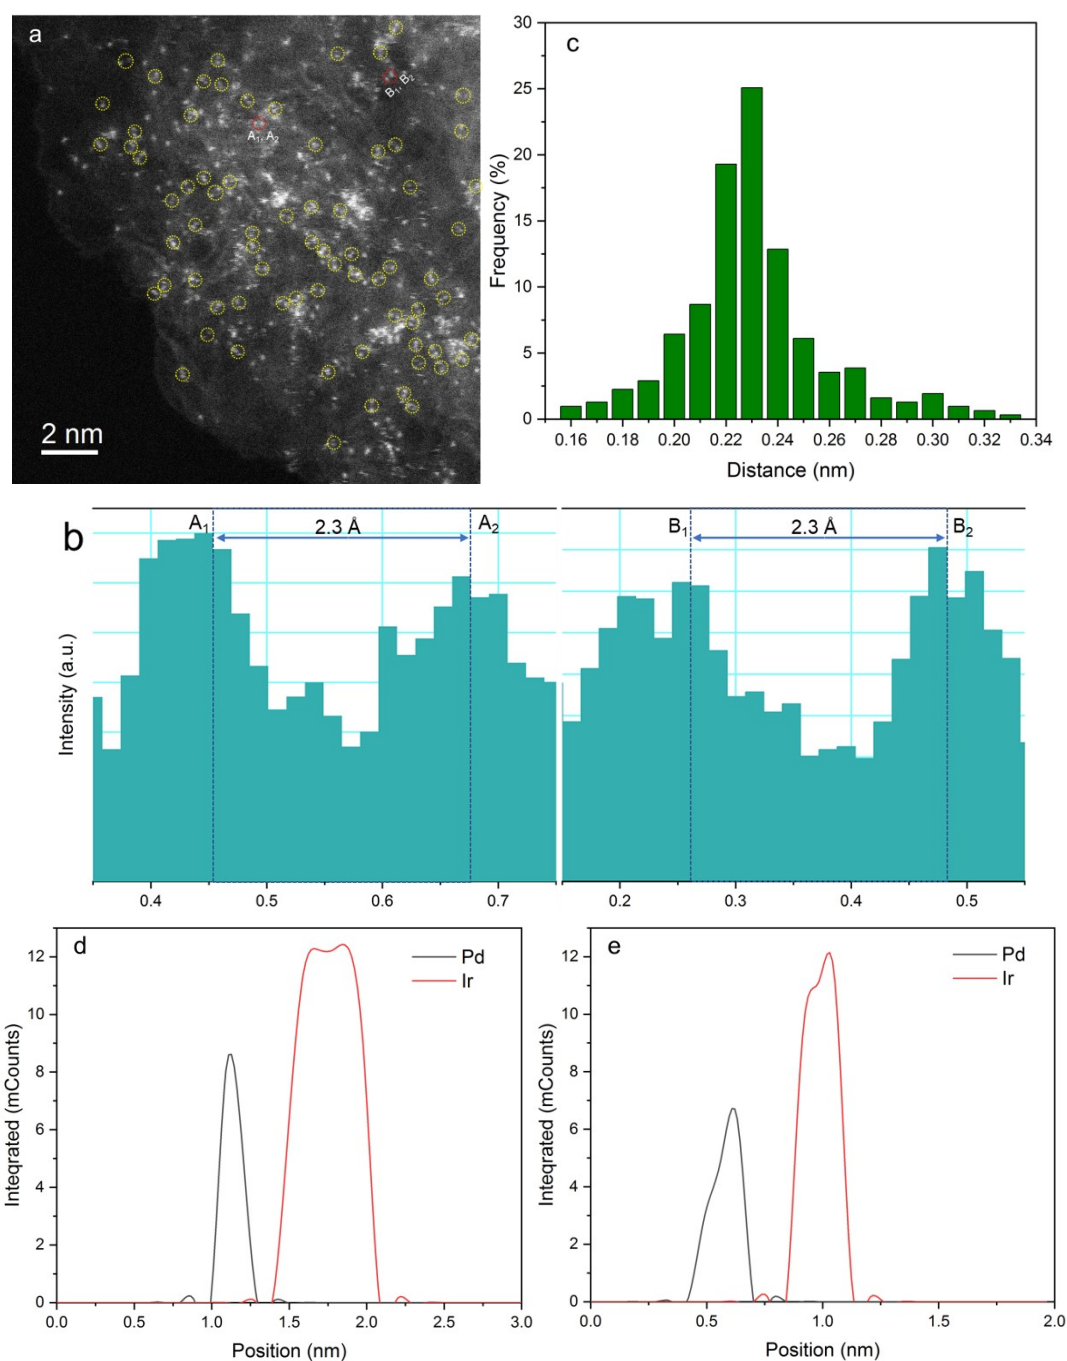 a
B₁, B₂
A₁, A₂
2 nm
c
30
25
20
15
10
5
0
Frequency (%)
0.16 0.18 0.20 0.22 0.24 0.26 0.28 0.30 0.32 0.34
Distance (nm)
b
A₁ 2.3 Å A₂
B₁ 2.3 Å B₂
Intensity (a.u.)
0.4 0.5 0.6 0.7
0.2 0.3 0.4 0.5
d
Pd
Ir
12
10
8
6
4
2
0
Inteqrated (mCounts)
0.0 0.5 1.0 1.5 2.0 2.5 3.0
Position (nm)
e
Pd
Ir
12
10
8
6
4
2
0
Inteqrated (mCounts)
0.0 0.5 1.0 1.5 2.0
Position (nm)